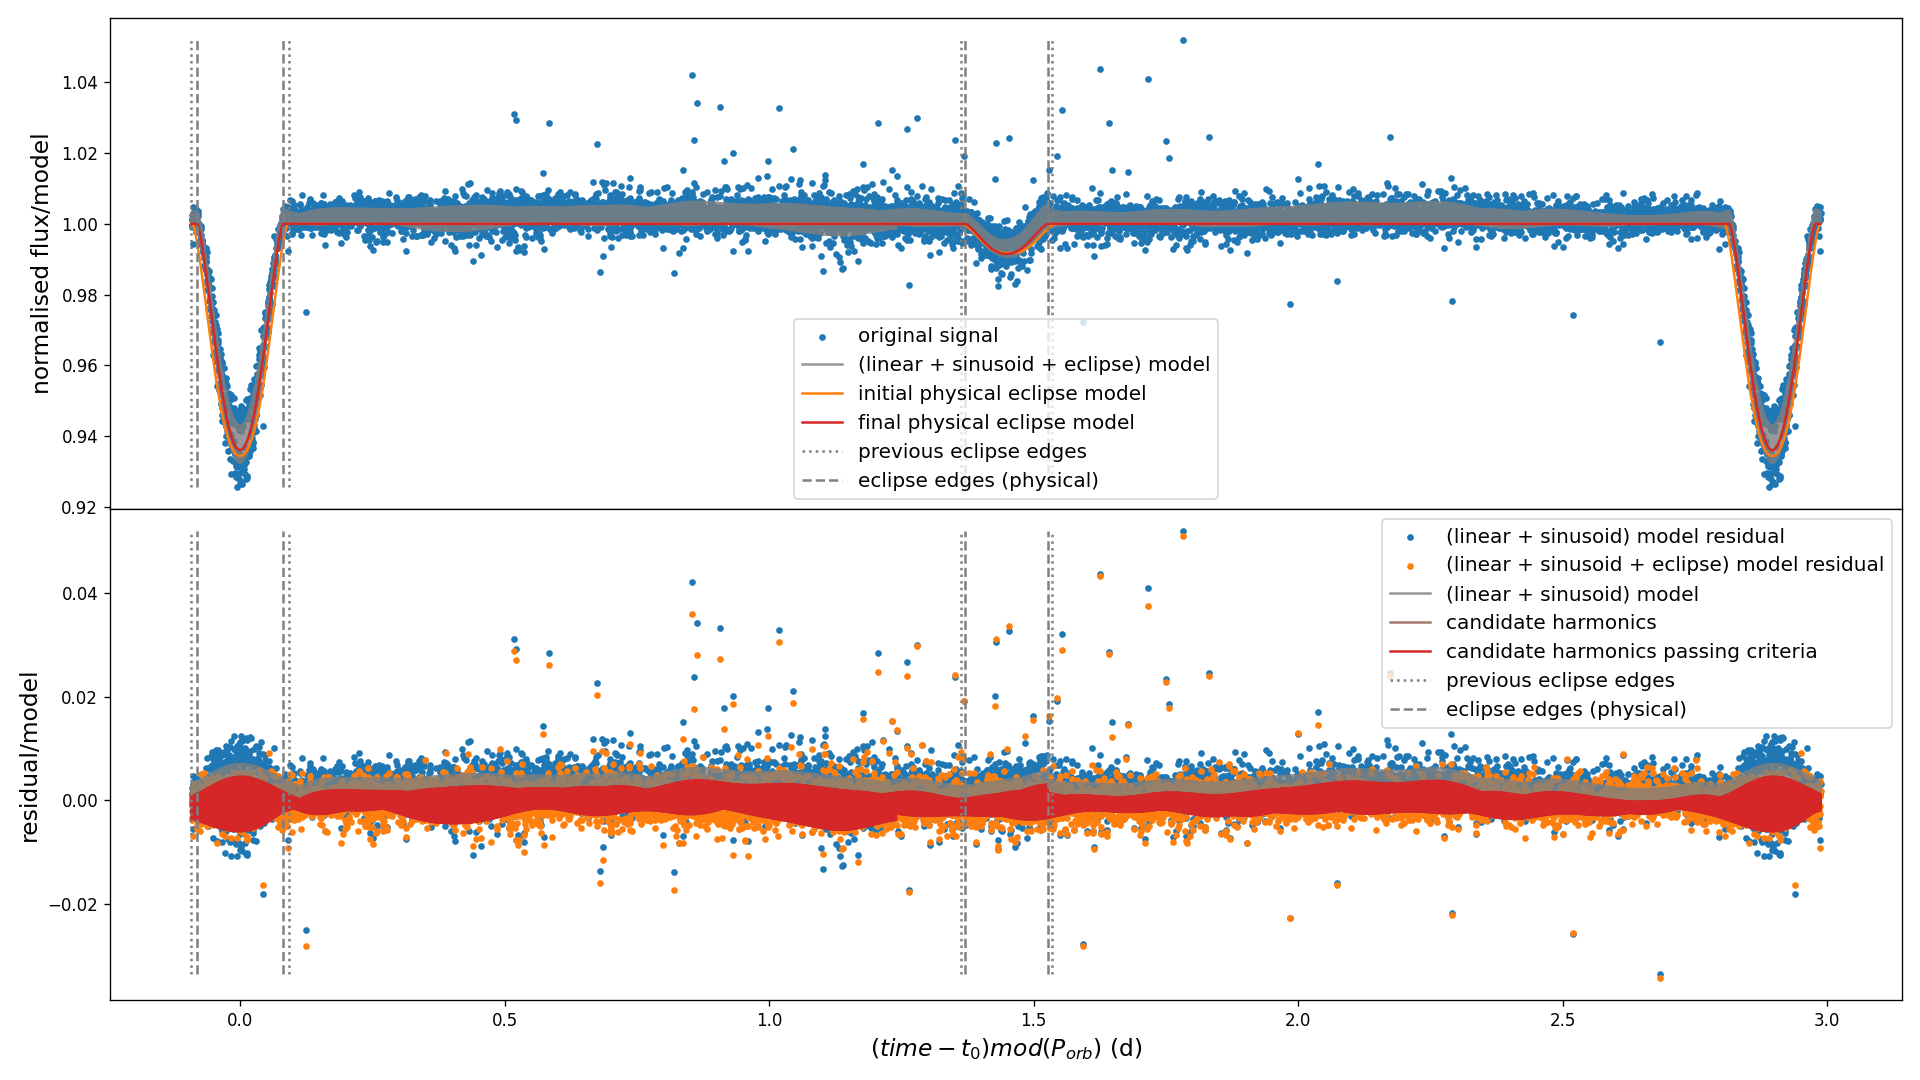 normalised flux/model
1.04
1.02
1.00
0.98
0.96
0.94
0.92
original signal
(linear + sinusoid + eclipse) model
initial physical eclipse model
final physical eclipse model
previous eclipse edges
eclipse edges (physical)
residual/model
0.04
0.02
0.00
−0.02
(linear + sinusoid) model residual
(linear + sinusoid + eclipse) model residual
(linear + sinusoid) model
candidate harmonics
candidate harmonics passing criteria
previous eclipse edges
eclipse edges (physical)
0.0 0.5 1.0 1.5 2.0 2.5 3.0
(time − t₀)mod(P_orb) (d)